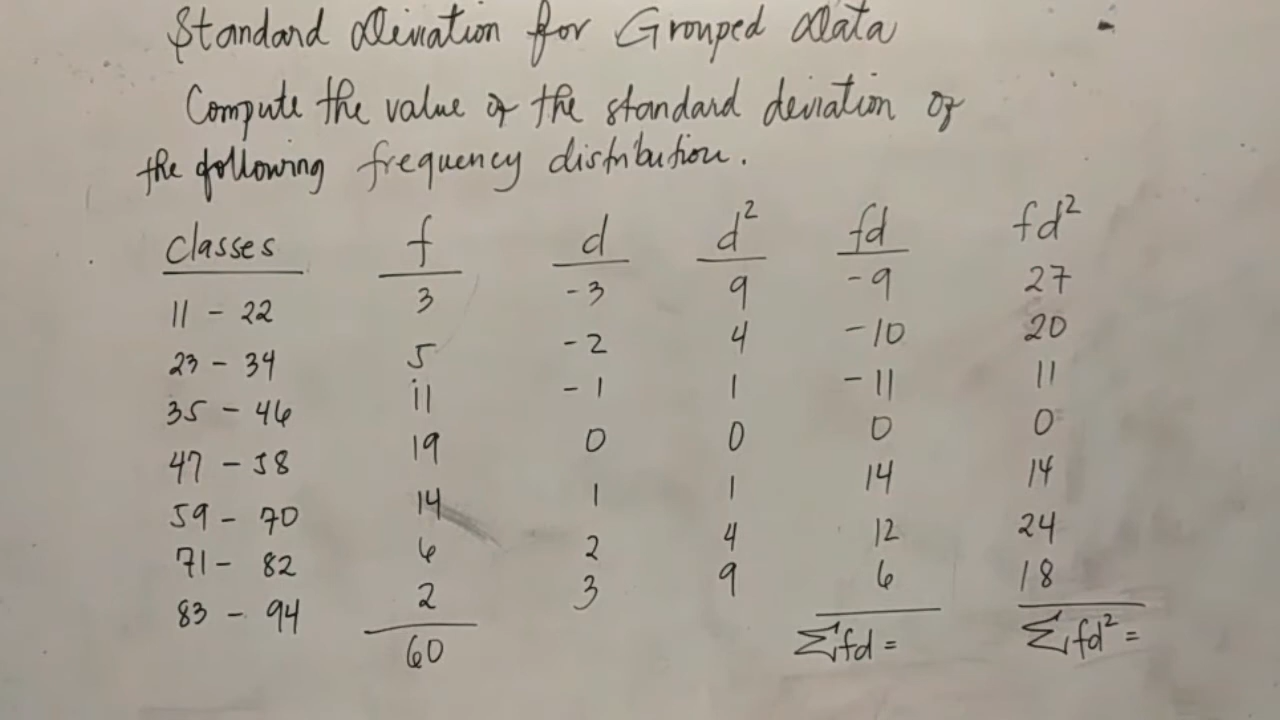 Standard Deviation for Grouped Data
Compute the value of the standard deviation of
the following frequency distribution.
Classes f d d² fd fd²
11 - 22 3 -3 9 -9 27
23 - 34 5 -2 4 -10 20
35 - 46 11 -1 1 -11 11
47 - 58 19 0 0 0 0
59 - 70 14 1 1 14 14
71 - 82 6 2 4 12 24
83 - 94 2 3 9 6 18
60 Σfd = Σfd² =